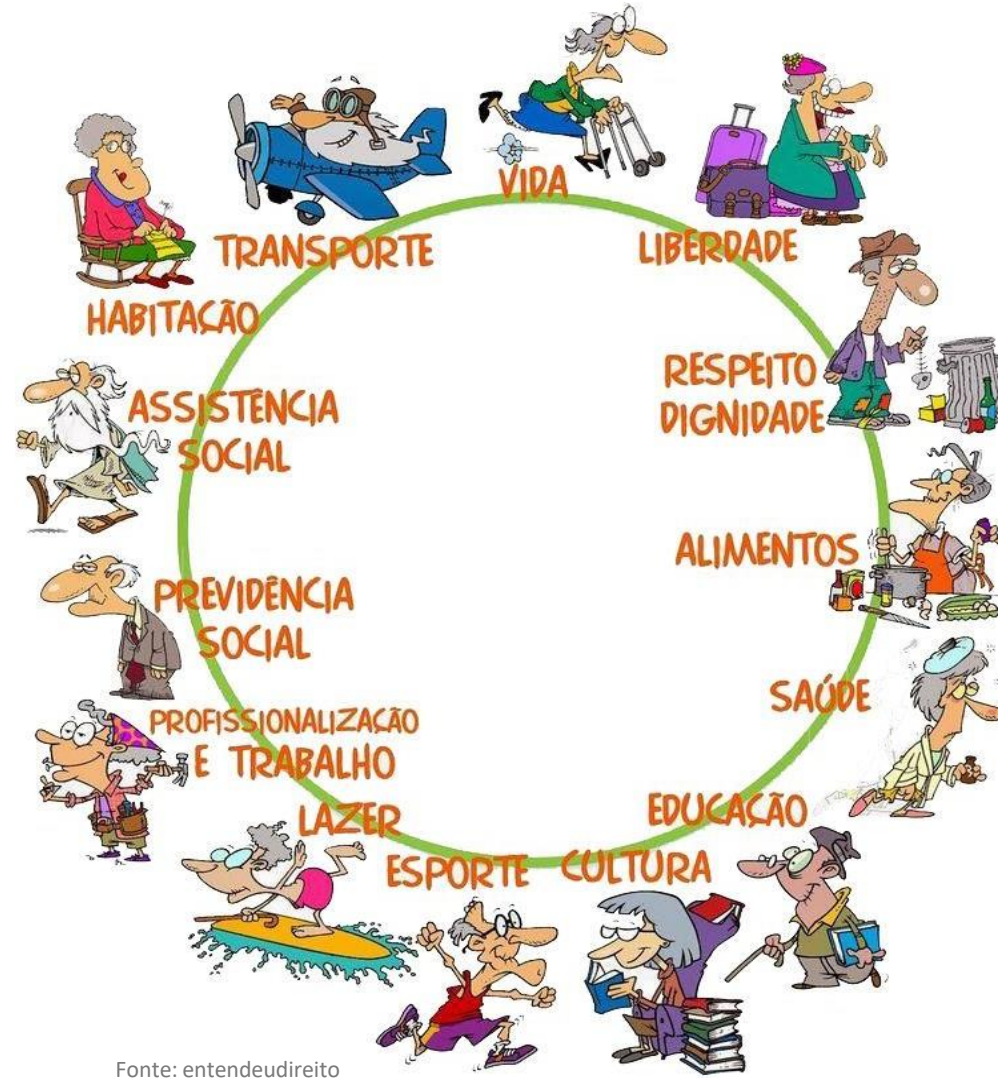 VIDA
LIBERDADE
RESPEITO
DIGNIDADE
ALIMENTOS
SAÚDE
EDUCAÇÃO
CULTURA
ESPORTE
LAZER
PROFISSIONALIZAÇÃO
E TRABALHO
PREVIDÊNCIA
SOCIAL
ASSISTÊNCIA
SOCIAL
HABITAÇÃO
TRANSPORTE
Fonte: entendeudireito